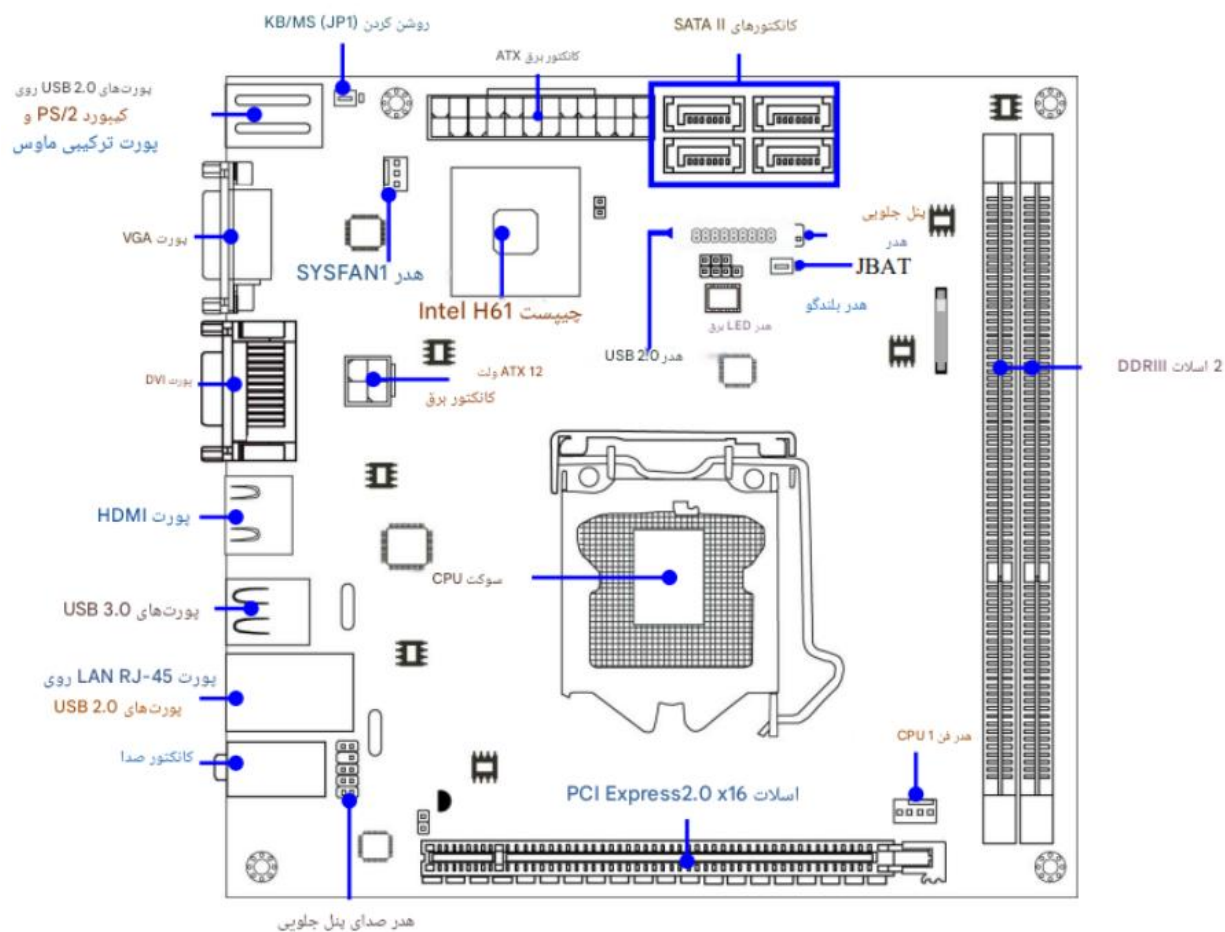 روشن کردن KB/MS (JP1)
کانکتورهای SATA II
کانکتور برق ATX
پورت‌های USB 2.0 روی
کیبورد PS/2 و
پورت ترکیبی ماوس
پورت VGA
هدر SYSFAN1
چیپست Intel H61
پنل جلویی
هدر
JBAT
هدر بلندگو
هدر LED برق
هدر USB 2.0
پورت DVI
ATX 12 ولت
کانکتور برق
2 اسلات DDRIII
پورت HDMI
سوکت CPU
پورت‌های USB 3.0
پورت LAN RJ-45 روی
پورت‌های USB 2.0
کانکتور صدا
هدر فن CPU 1
اسلات PCI Express2.0 x16
هدر صدای پنل جلویی